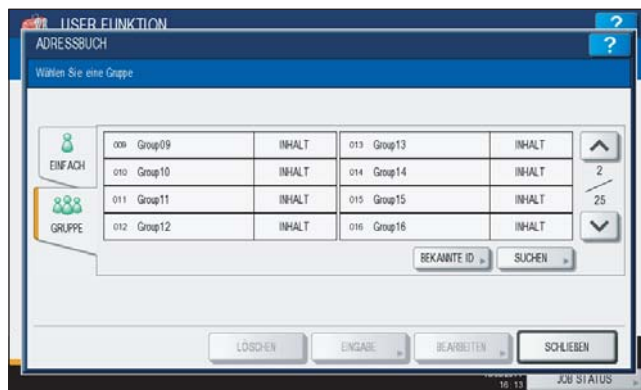 USER FUNKTION
?
ADRESSBUCH
?
Wählen Sie eine Gruppe
EINFACH
GRUPPE
009 Group09 INHALT 013 Group13 INHALT
010 Group10 INHALT 014 Group14 INHALT
011 Group11 INHALT 015 Group15 INHALT
012 Group12 INHALT 016 Group16 INHALT
2
25
BEKANNTE ID
SUCHEN
LÖSCHEN
EINGABE
BEARBEITEN
SCHLIEßEN
16:13
JOB STATUS